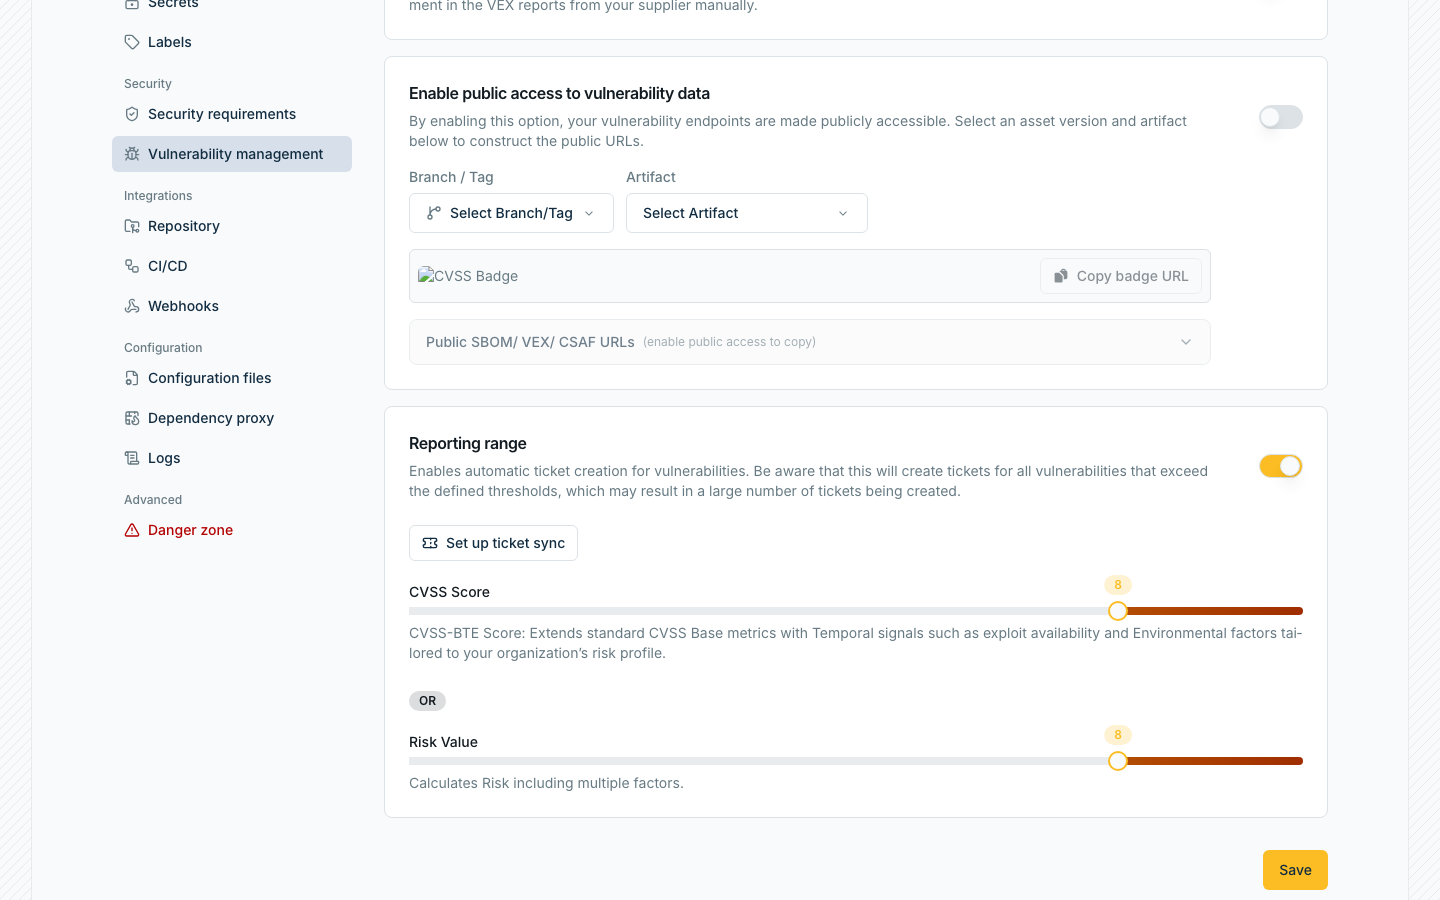 Secrets
Labels
Security
Security requirements
Vulnerability management
Integrations
Repository
CI/CD
Webhooks
Configuration
Configuration files
Dependency proxy
Logs
Advanced
Danger zone
ment in the VEX reports from your supplier manually.
Enable public access to vulnerability data
By enabling this option, your vulnerability endpoints are made publicly accessible. Select an asset version and artifact
below to construct the public URLs.
Branch / Tag
Artifact
Select Branch/Tag
Select Artifact
CVSS Badge
Copy badge URL
Public SBOM/ VEX/ CSAF URLs (enable public access to copy)
Reporting range
Enables automatic ticket creation for vulnerabilities. Be aware that this will create tickets for all vulnerabilities that exceed
the defined thresholds, which may result in a large number of tickets being created.
Set up ticket sync
8
CVSS Score
CVSS-BTE Score: Extends standard CVSS Base metrics with Temporal signals such as exploit availability and Environmental factors tai-
lored to your organization's risk profile.
OR
8
Risk Value
Calculates Risk including multiple factors.
Save